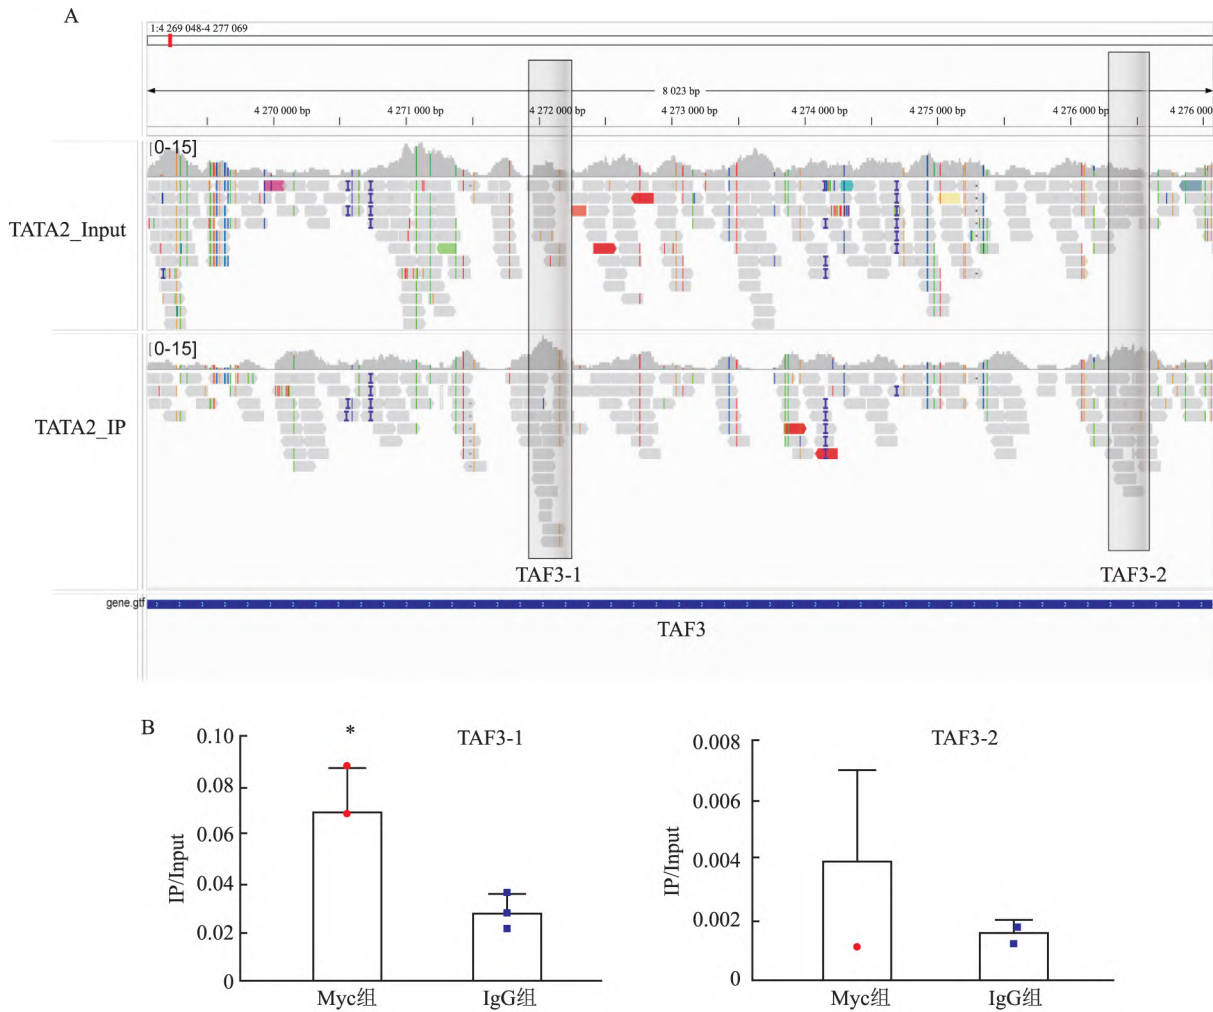 A
1:4 269 048-4 277 069
8 023 bp
4 270 000 bp 4 271 000 bp 4 272 000 bp 4 273 000 bp 4 274 000 bp 4 275 000 bp 4 276 000 bp 4 276 000
[0-15]
TATA2_Input
[0-15]
TATA2_IP
TAF3-1 TAF3-2
gene.gtf
TAF3
B
TAF3-1
*
IP/Input
0.10
0.08
0.06
0.04
0.02
0
Myc组 IgG组
TAF3-2
IP/Input
0.008
0.006
0.004
0.002
0
Myc组 IgG组